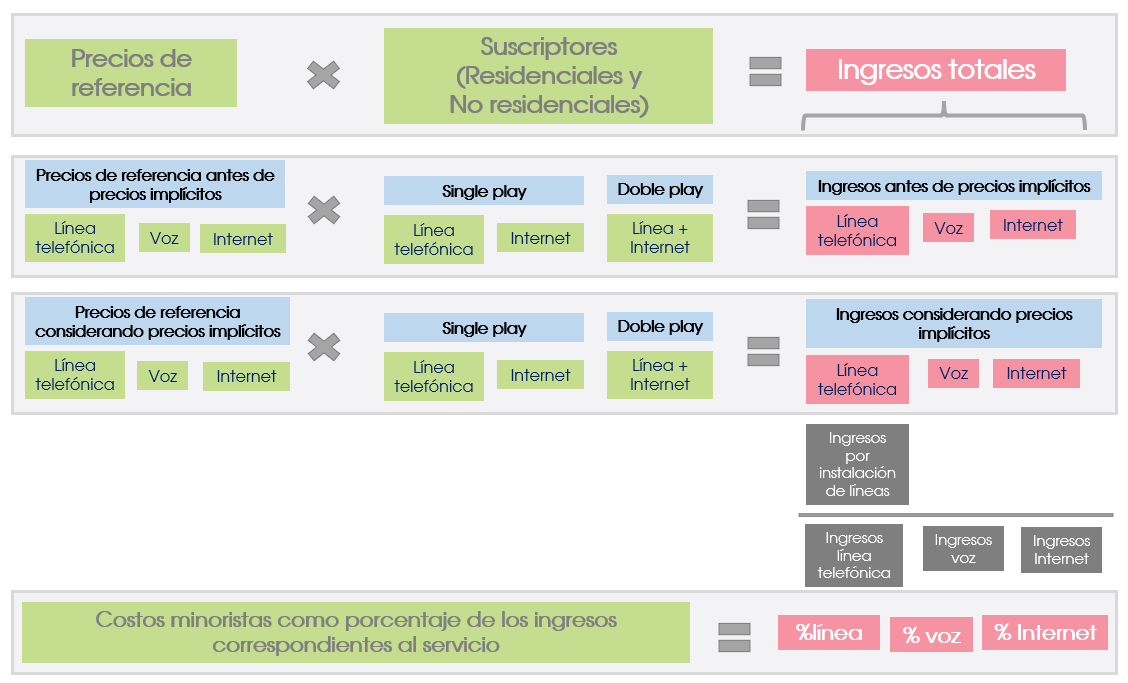 Precios de
referencia
Suscriptores
(Residenciales y
No residenciales)
Ingresos totales
Precios de referencia antes de
precios implícitos
Single play
Doble play
Ingresos antes de precios implícitos
Línea
telefónica
Voz
Internet
Línea
telefónica
Internet
Línea +
Internet
Línea
telefónica
Voz
Internet
Precios de referencia
considerando precios implícitos
Single play
Doble play
Ingresos considerando precios
implícitos
Línea
telefónica
Voz
Internet
Línea
telefónica
Internet
Línea +
Internet
Línea
telefónica
Voz
Internet
Ingresos
por
instalación
de líneas
Ingresos
línea
telefónica
Ingresos
voz
Ingresos
Internet
Costos minoristas como porcentaje de los ingresos
correspondientes al servicio
%línea
% voz
% Internet